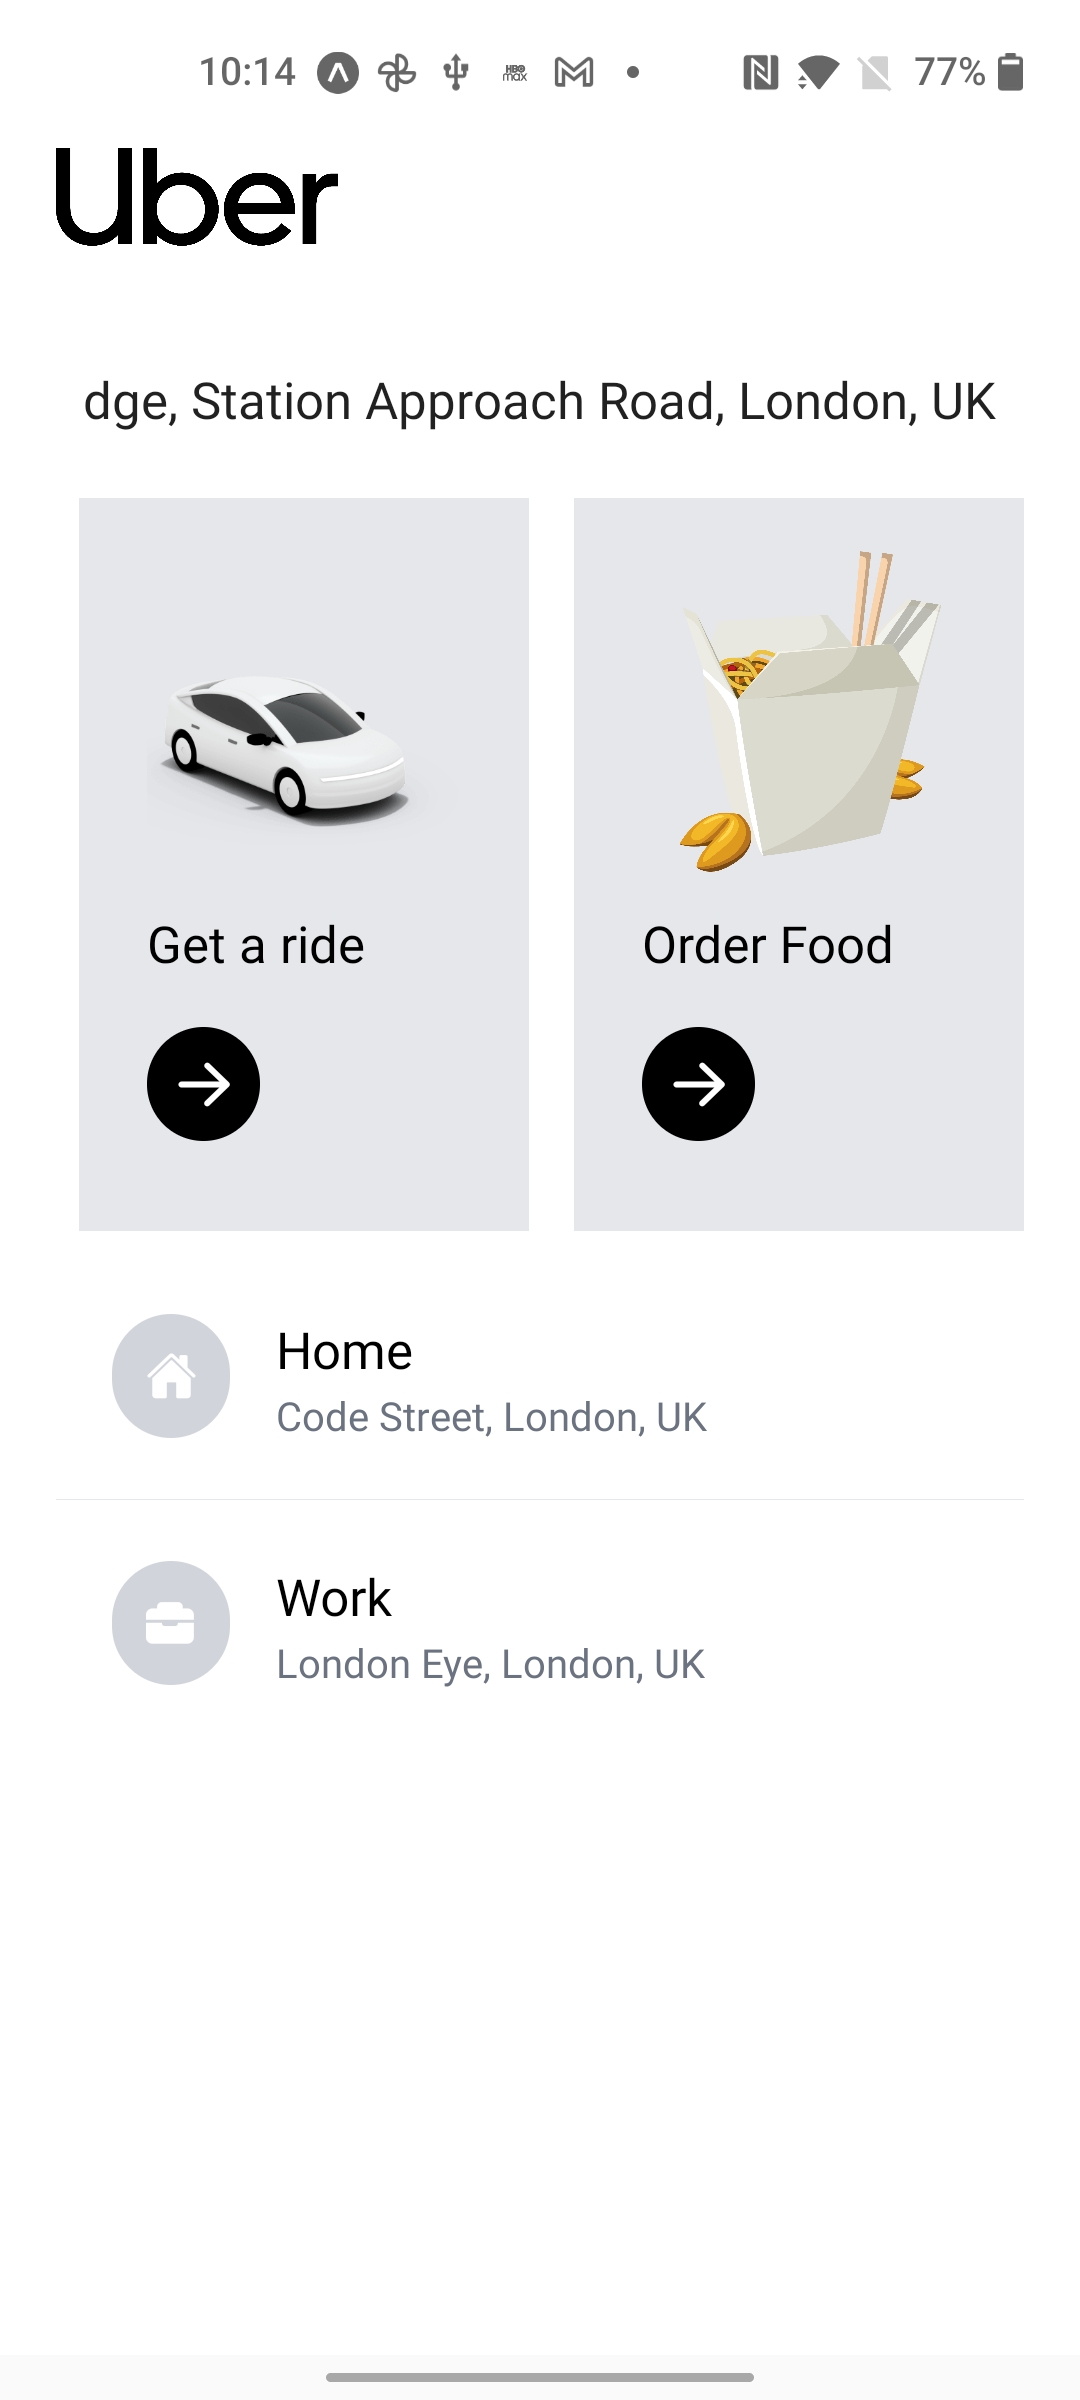 10:14 HBO max 77%
Uber
dge, Station Approach Road, London, UK
Get a ride
Order Food
Home
Code Street, London, UK
Work
London Eye, London, UK